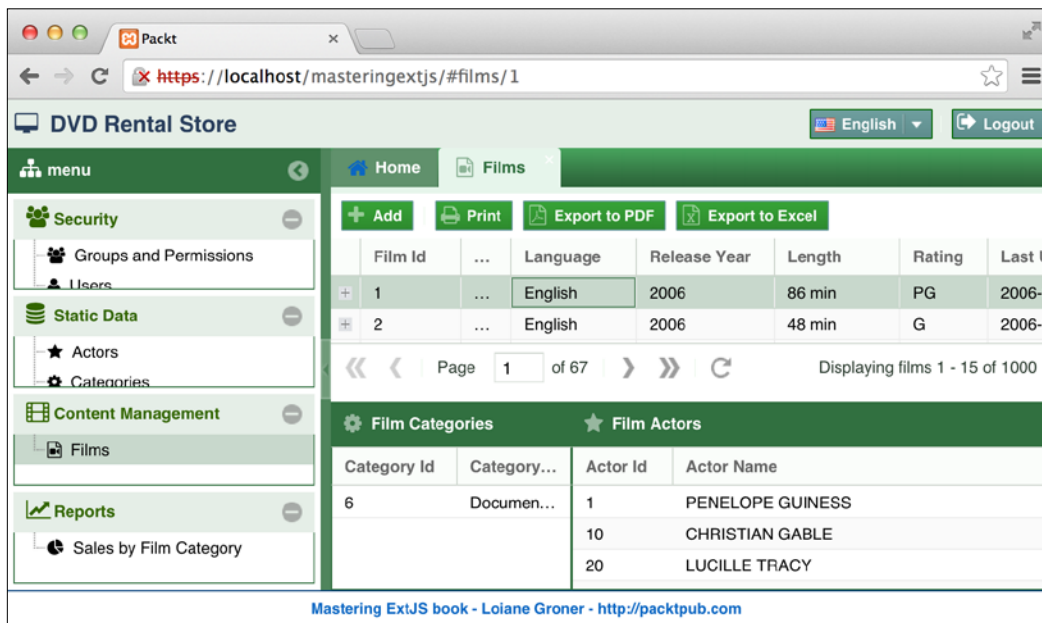 Packt
https://localhost/masteringextjs/#films/1
DVD Rental Store
English
Logout
menu
Security
Groups and Permissions
Users
Static Data
Actors
Categories
Content Management
Films
Reports
Sales by Film Category
Home
Films
Add
Print
Export to PDF
Export to Excel
Film Id ... Language Release Year Length Rating Last
1 ... English 2006 86 min PG 2006-
2 ... English 2006 48 min G 2006-
Page 1 of 67
Displaying films 1 - 15 of 1000
Film Categories
Category Id Category...
6 Documen...
Film Actors
Actor Id Actor Name
1 PENELOPE GUINESS
10 CHRISTIAN GABLE
20 LUCILLE TRACY
Mastering ExtJS book - Loiane Groner - http://packtpub.com